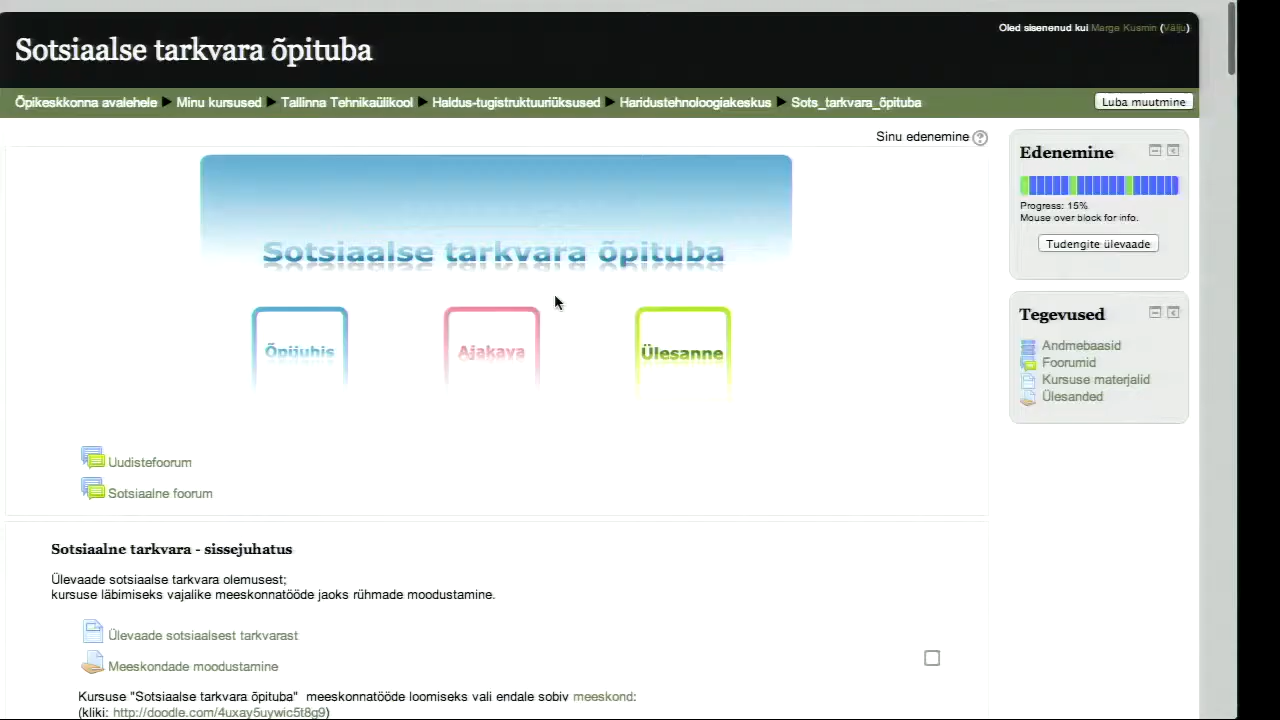 Sotsiaalse tarkvara õpituba
Oled sisenenud kui Marge Kusmin (Välju)
Õpikeskkonna avalehele ► Minu kursused ► Tallinna Tehnikaülikool ► Haldus-tugistruktuuriüksused ► Haridustehnoloogiakeskus ► Sots_tarkvara_õpituba
Luba muutmine
Sinu edenemine
Sotsiaalse tarkvara õpituba
Õpijuhis
Ajakava
Ülesanne
Uudistefoorum
Sotsiaalne foorum
Sotsiaalne tarkvara - sissejuhatus
Ülevaade sotsiaalse tarkvara olemusest;
kursuse läbimiseks vajalike meeskonnatööde jaoks rühmade moodustamine.
Ülevaade sotsiaalsest tarkvarast
Meeskondade moodustamine
Kursuse "Sotsiaalse tarkvara õpituba" meeskonnatööde loomiseks vali endale sobiv meeskond:
(kliki: http://doodle.com/4uxay5uywic5t8g9)
Edenemine
Progress: 15%
Mouse over block for info.
Tudengite ülevaade
Tegevused
Andmebaasid
Foorumid
Kursuse materjalid
Ülesanded